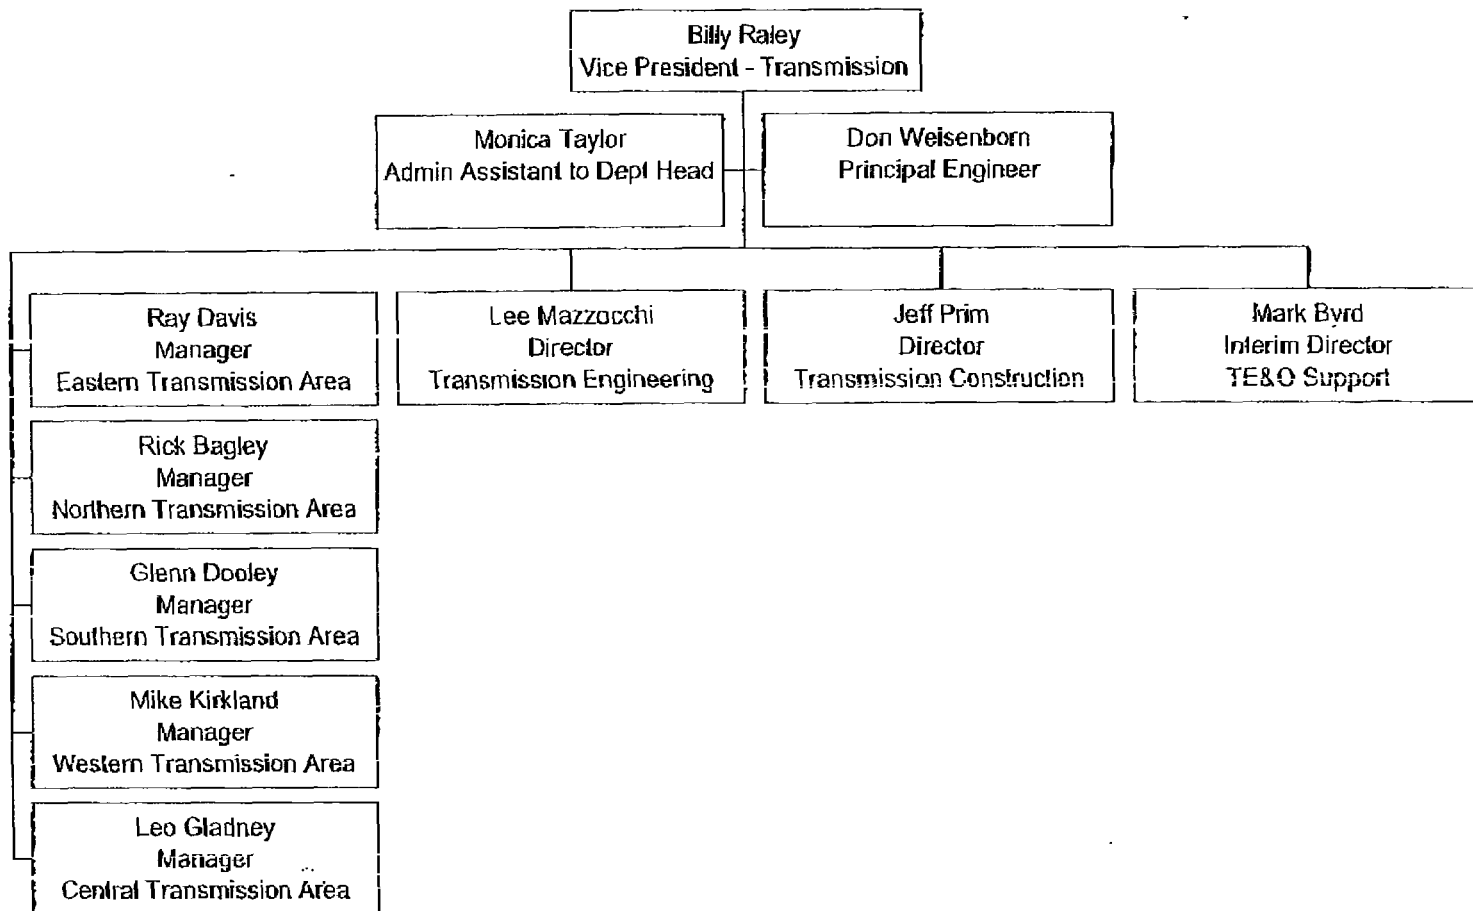 Billy Raley
Vice President - Transmission
Monica Taylor
Admin Assistant to Dept Head
Don Weisenborn
Principal Engineer
Ray Davis
Manager
Eastern Transmission Area
Lee Mazzocchi
Director
Transmission Engineering
Jeff Prim
Director
Transmission Construction
Mark Byrd
Interim Director
TE&O Support
Rick Bagley
Manager
Northern Transmission Area
Glenn Dooley
Manager
Southern Transmission Area
Mike Kirkland
Manager
Western Transmission Area
Leo Gladney
Manager
Central Transmission Area